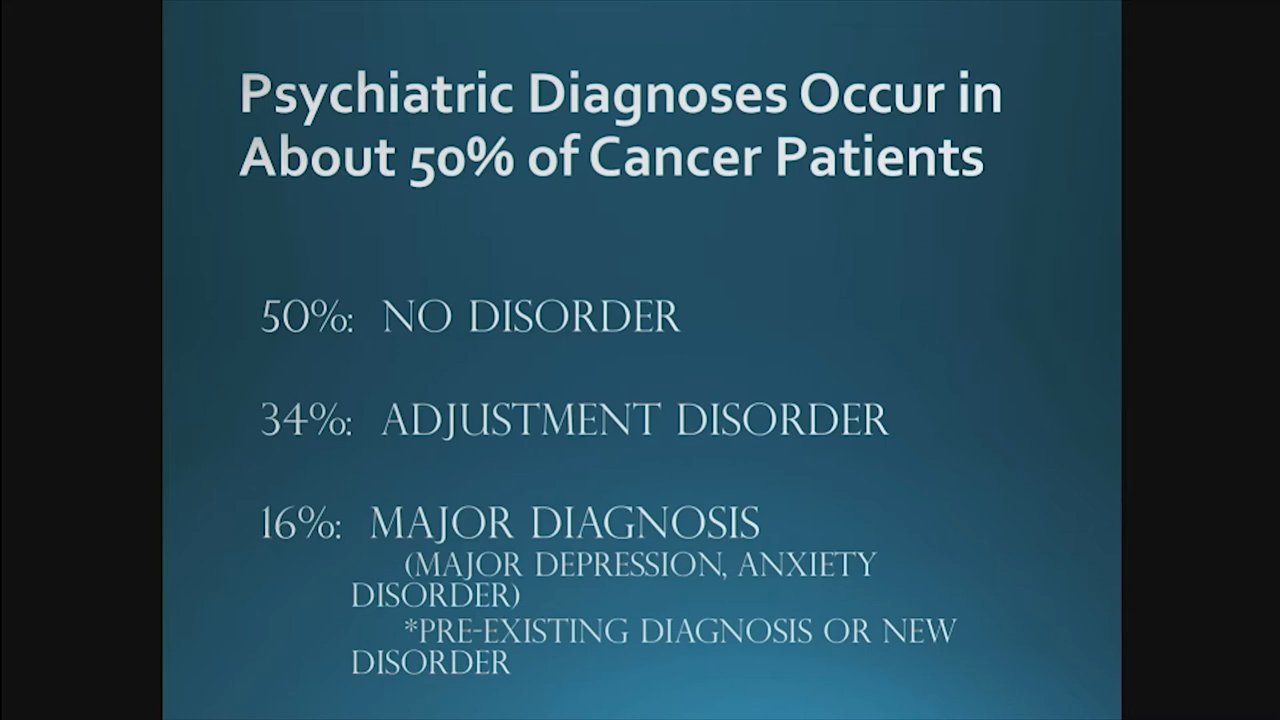 Psychiatric Diagnoses Occur in
About 50% of Cancer Patients
50%: NO DISORDER
34%: ADJUSTMENT DISORDER
16%: MAJOR DIAGNOSIS
(MAJOR DEPRESSION, ANXIETY
DISORDER)
*PRE-EXISTING DIAGNOSIS OR NEW
DISORDER